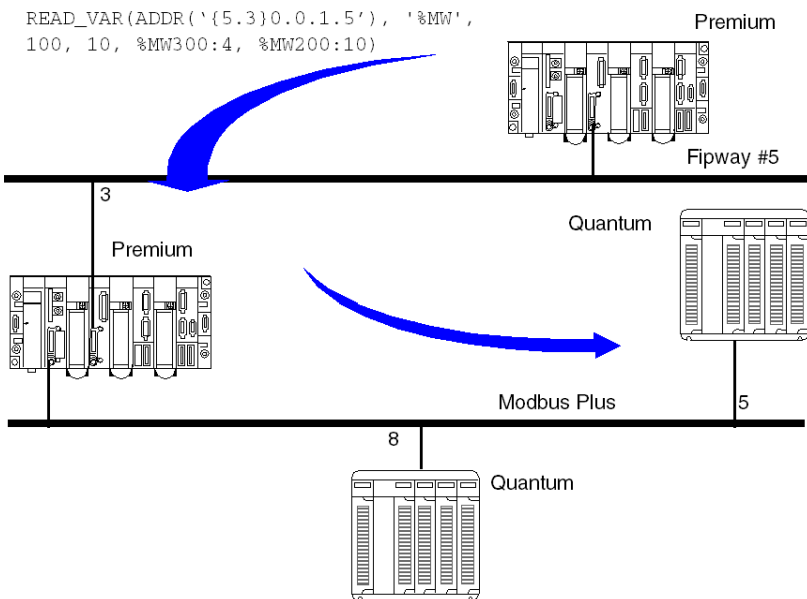 READ_VAR(ADDR(‘{5.3}0.0.1.5’), '%MW',
100, 10, %MW300:4, %MW200:10)
Premium
Fipway #5
3
Quantum
Premium
Modbus Plus
5
8
Quantum